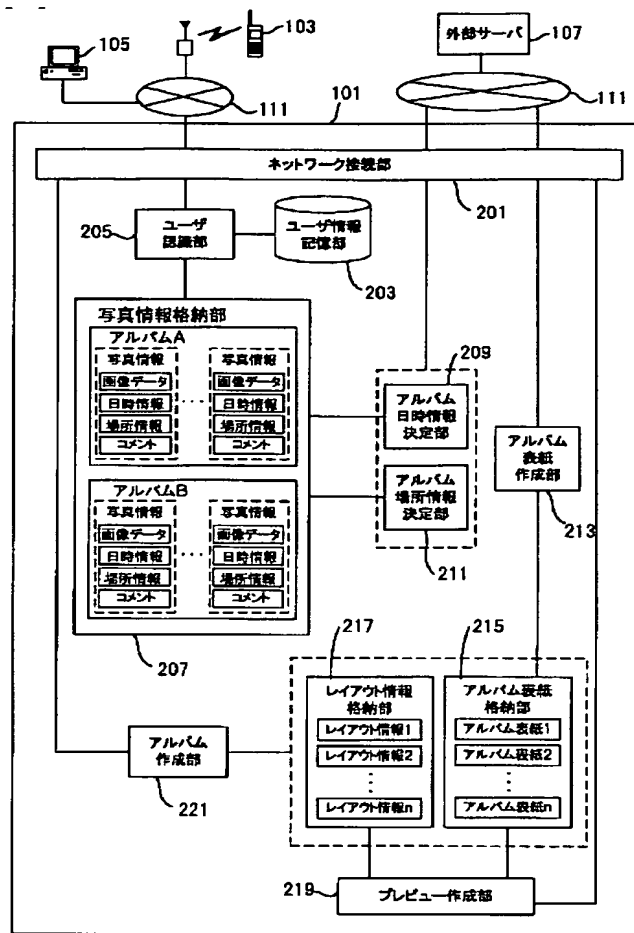 105
103
外部サーバ
107
111
101
111
ネットワーク接続部
201
205
ユーザ
認識部
ユーザ情報
記憶部
203
写真情報格納部
アルバムA
写真情報
画像データ
日時情報
場所情報
コメント
写真情報
画像データ
日時情報
場所情報
コメント
アルバムB
写真情報
画像データ
日時情報
場所情報
コメント
写真情報
画像データ
日時情報
場所情報
コメント
207
209
アルバム
日時情報
決定部
アルバム
場所情報
決定部
211
アルバム
表紙
作成部
213
217
レイアウト情報
格納部
レイアウト情報1
レイアウト情報2
レイアウト情報n
215
アルバム表紙
格納部
アルバム表紙1
アルバム表紙2
アルバム表紙n
アルバム
作成部
221
219
プレビュー作成部